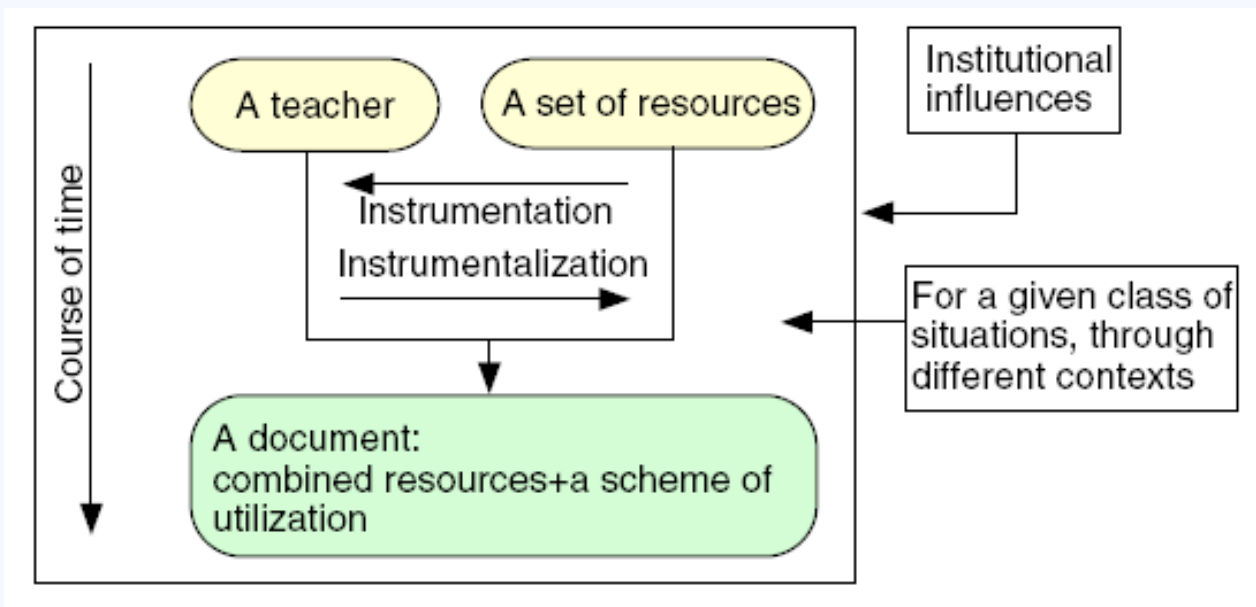 A teacher
A set of resources
Institutional
influences
Course of time
Instrumentation
Instrumentalization
For a given class of
situations, through
different contexts
A document:
combined resources+a scheme of
utilization